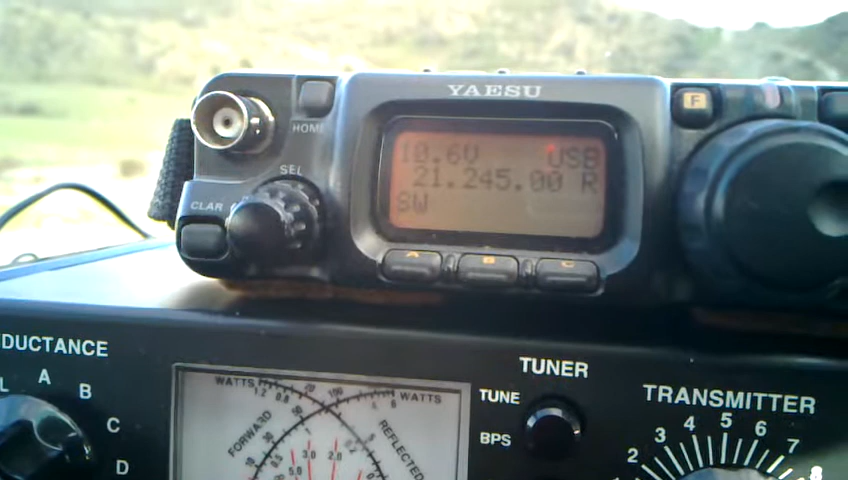 YAESU
F
HOME
SEL
CLAR
10.6V USB
21.245.00 R
SW
A B C
DUCTANCE
L A B C D
WATTS
WATTS
FORWARD
REFLECTED
TUNER
TUNE
BPS
TRANSMITTER
2 3 4 5 6 7 8